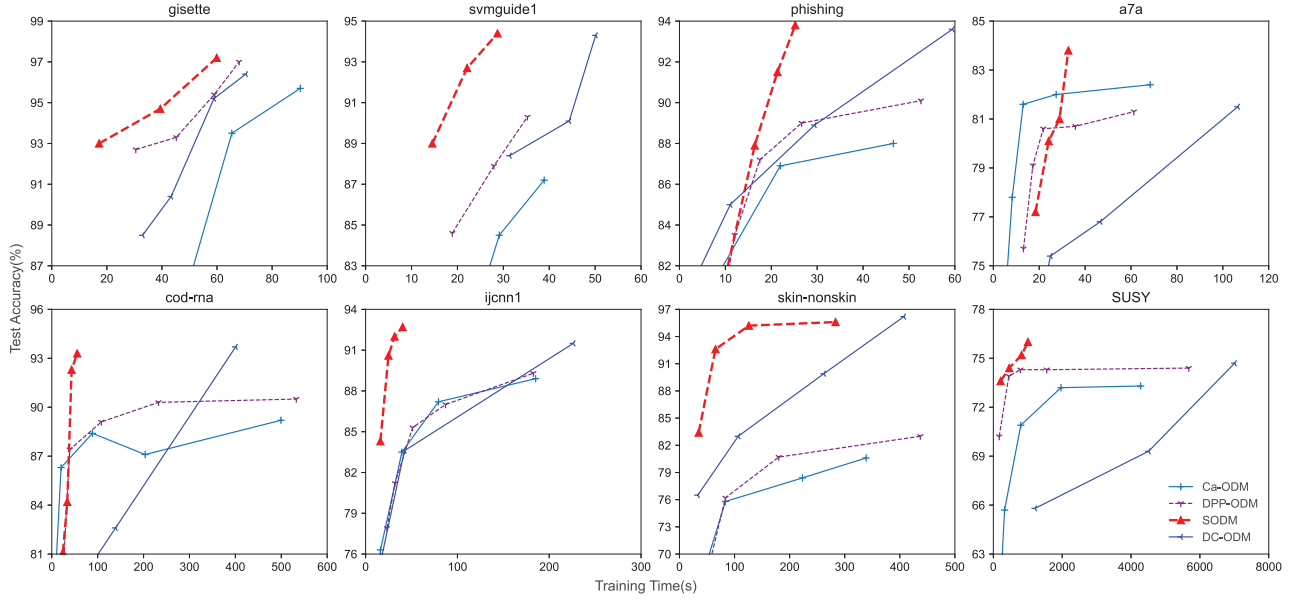 gisette
svmguide1
phishing
a7a
99
97
95
93
91
89
87
0 20 40 60 80 100
95
93
91
89
87
85
83
0 10 20 30 40 50 60
94
92
90
88
86
84
82
0 10 20 30 40 50 60
85
83
81
79
77
75
0 20 40 60 80 100 120
Test Accuracy(%)
cod-rna
ijcnn1
skin-nonskin
SUSY
96
93
90
87
84
81
0 100 200 300 400 500 600
94
91
88
85
82
79
76
0 100 200 300
97
94
91
88
85
82
79
76
73
70
0 100 200 300 400 500
78
75
72
69
66
63
0 2000 4000 6000 8000
Ca-ODM
DPP-ODM
SODM
DC-ODM
Training Time(s)